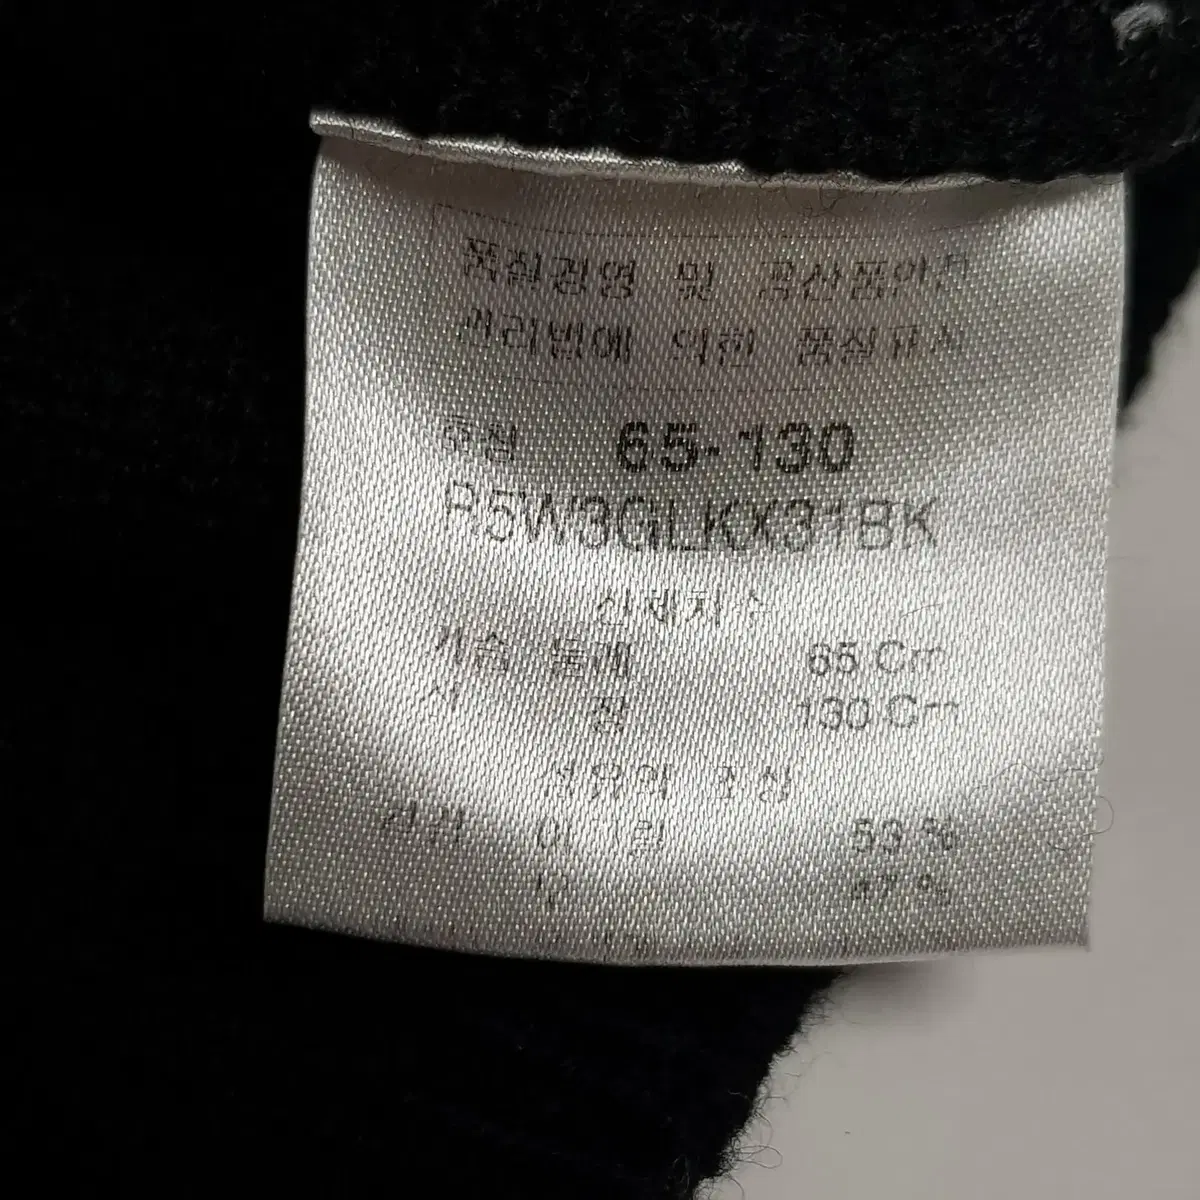 품질경영 및 공산품안전
관리법에 의한 품질표시
호칭 65-130
R5W3GLKX31BK
신체치수
가슴 둘레 65 Cm
신 장 130 Cm
섬유의 조성
겉감 아크릴 53 %
모 47 %